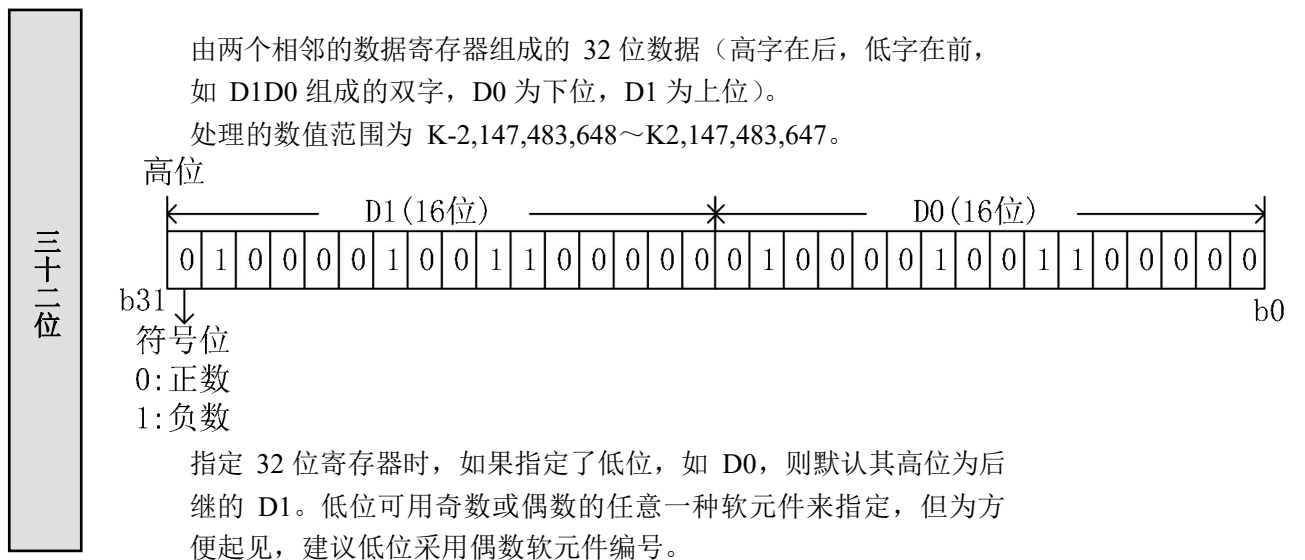 三十二位
由两个相邻的数据寄存器组成的 32 位数据（高字在后，低字在前，
如 D1D0 组成的双字，D0 为下位，D1 为上位）。
处理的数值范围为 K-2,147,483,648～K2,147,483,647。
高位
D1(16位) D0(16位)
0 1 0 0 0 0 1 0 0 1 1 0 0 0 0 0 0 1 0 0 0 0 1 0 0 1 1 0 0 0 0 0
b31 b0
符号位
0:正数
1:负数
指定 32 位寄存器时，如果指定了低位，如 D0，则默认其高位为后
继的 D1。低位可用奇数或偶数的任意一种软元件来指定，但为方
便起见，建议低位采用偶数软元件编号。